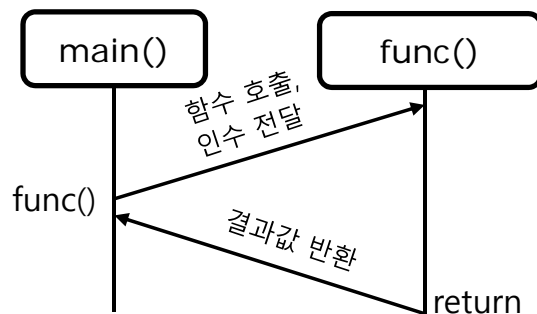 main()
func()
함수 호출,
인수 전달
func()
결과값 반환
return